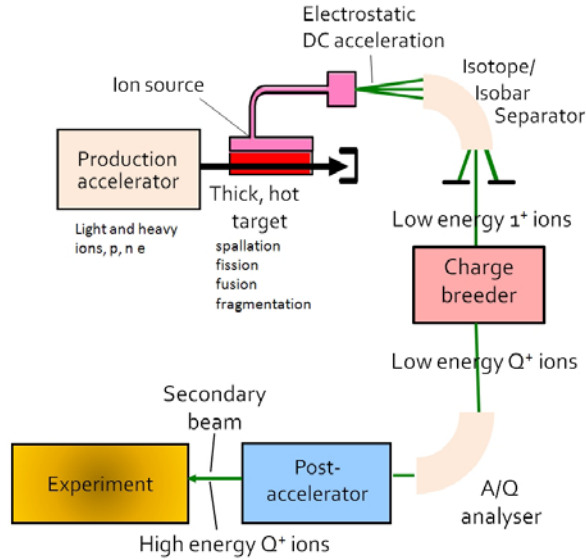 Electrostatic
DC acceleration
Isotope/
Isobar
Separator
Ion source
Production
accelerator
Light and heavy
ions, p, n e
Thick, hot
target
spallation
fission
fusion
fragmentation
Low energy 1⁺ ions
Charge
breeder
Low energy Q⁺ ions
Secondary
beam
Experiment
Post-
accelerator
A/Q
analyser
High energy Q⁺ ions